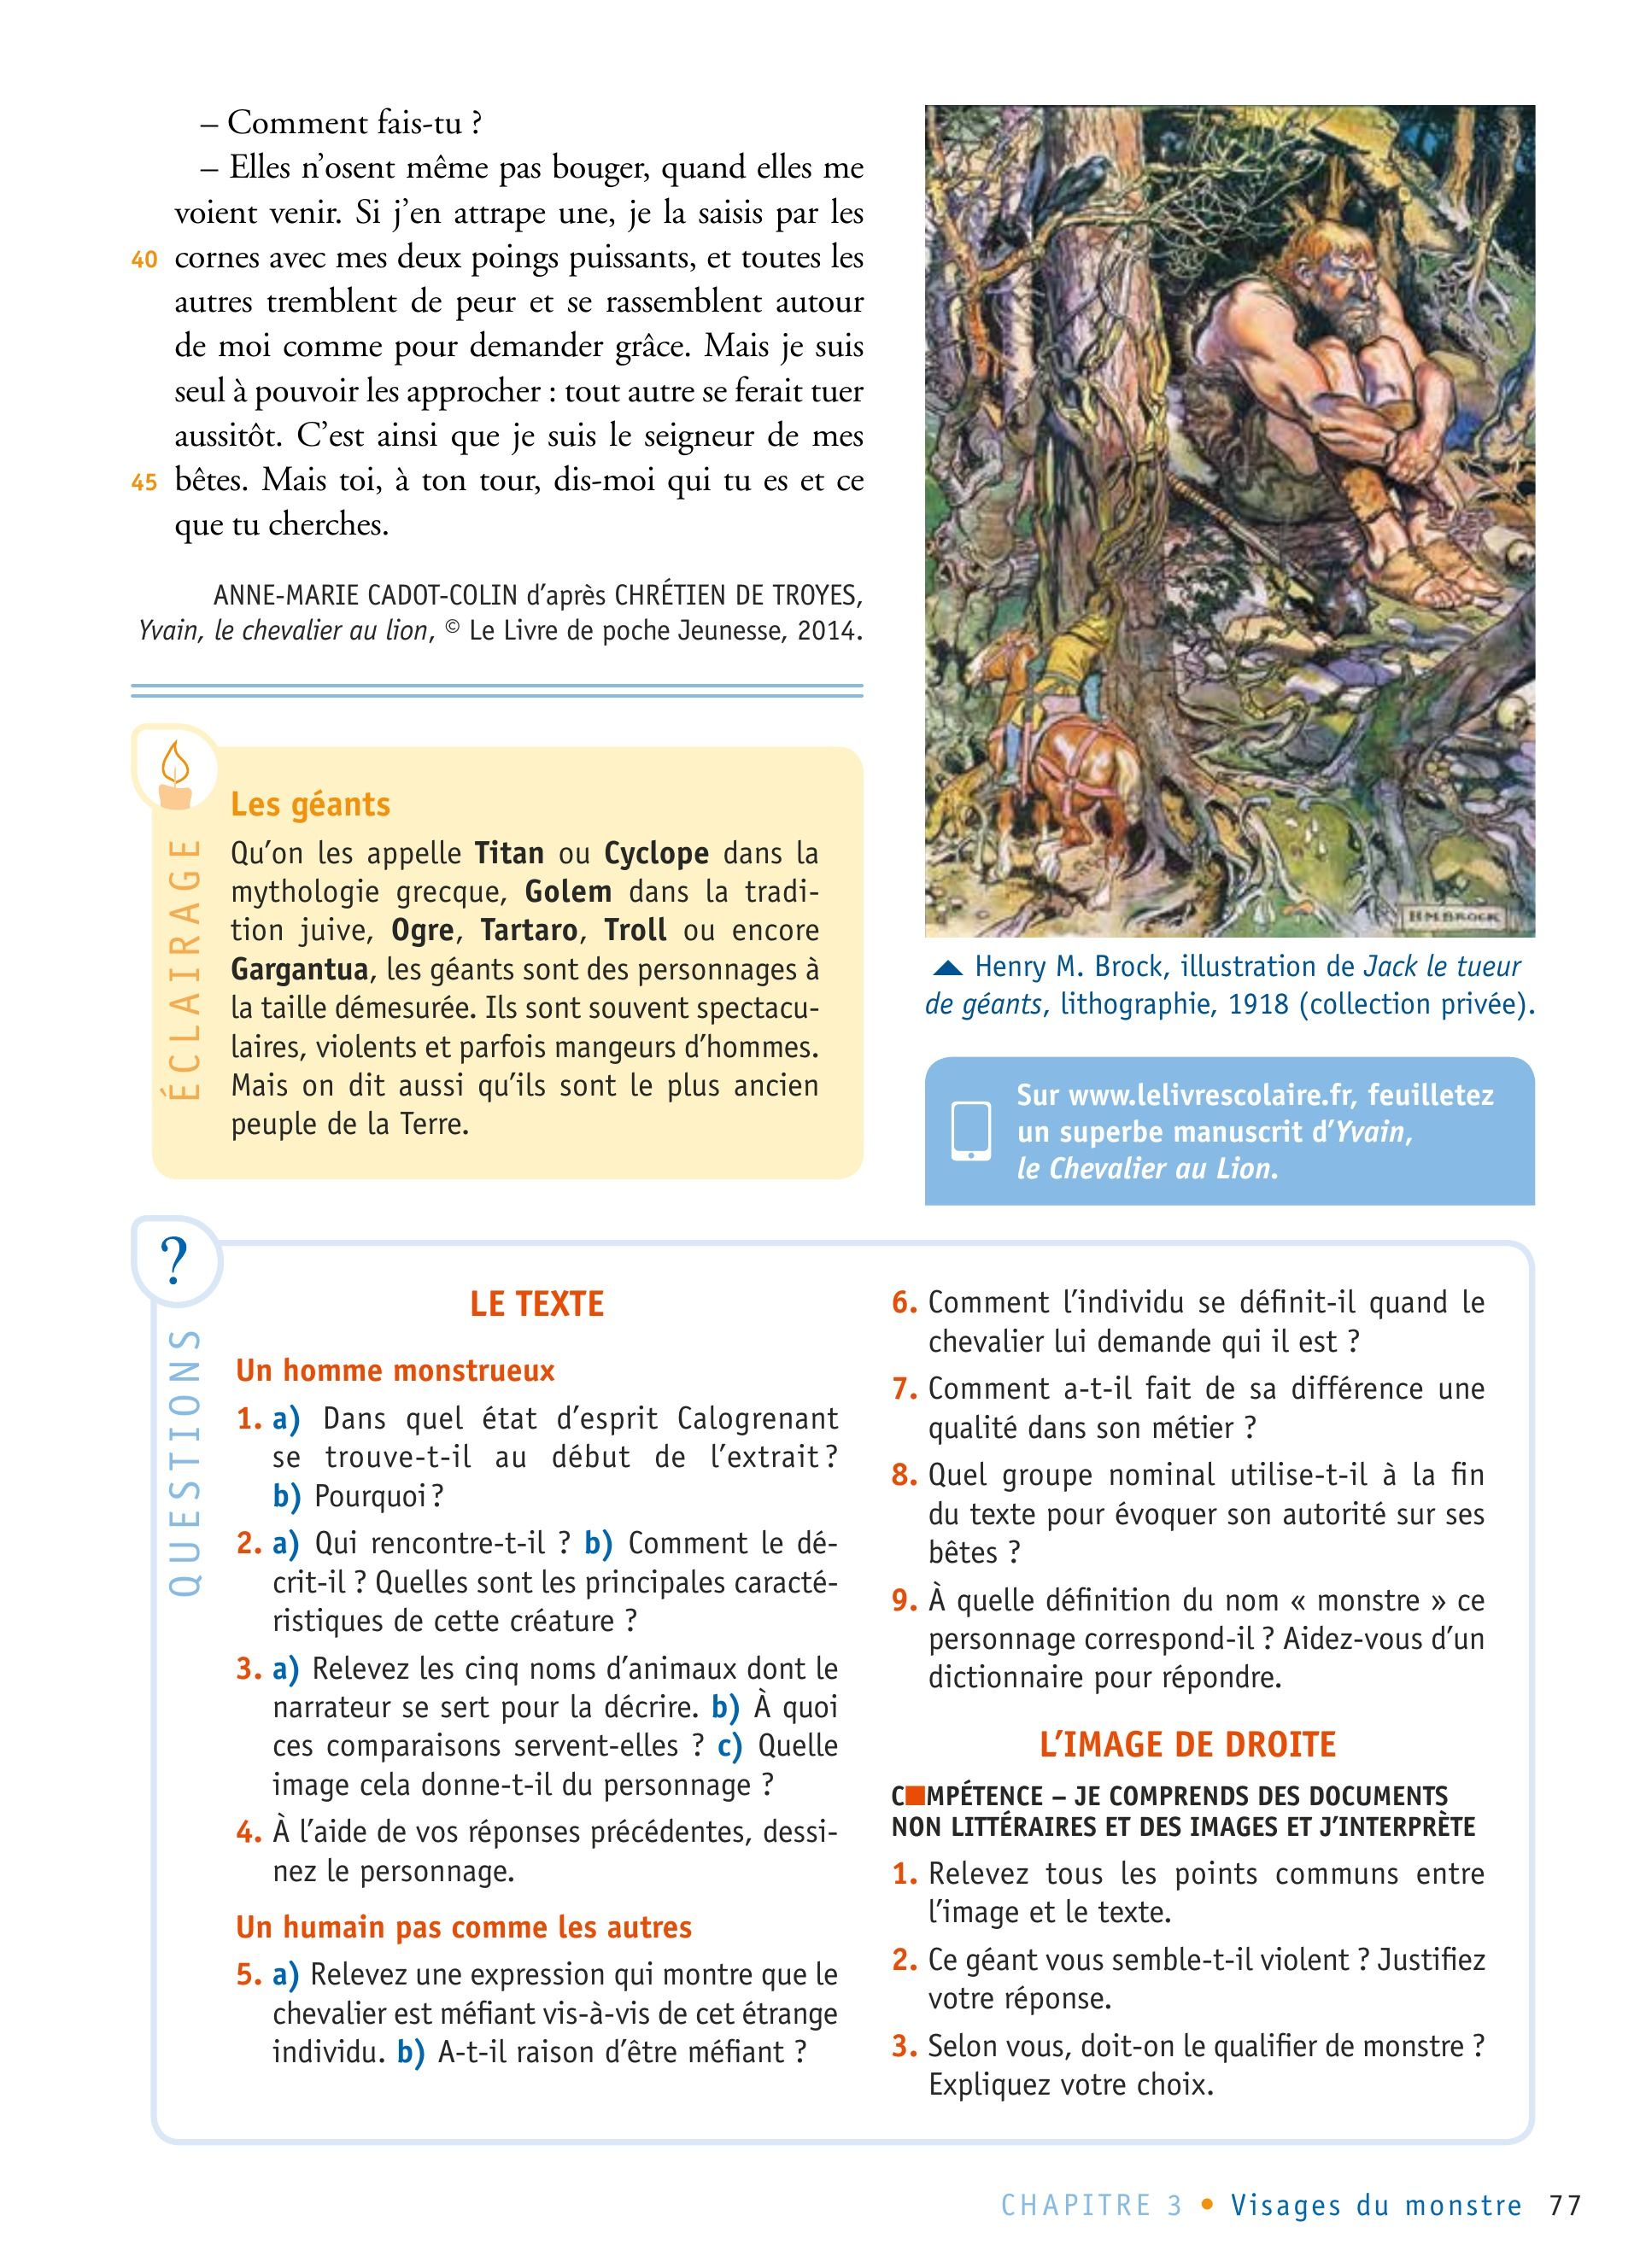 – Comment fais-tu ?
– Elles n’osent même pas bouger, quand elles me
voient venir. Si j’en attrape une, je la saisis par les
40 cornes avec mes deux poings puissants, et toutes les
autres tremblent de peur et se rassemblent autour
de moi comme pour demander grâce. Mais je suis
seul à pouvoir les approcher : tout autre se ferait tuer
aussitôt. C’est ainsi que je suis le seigneur de mes
45 bêtes. Mais toi, à ton tour, dis-moi qui tu es et ce
que tu cherches.
ANNE-MARIE CADOT-COLIN d’après CHRÉTIEN DE TROYES,
Yvain, le chevalier au lion, © Le Livre de poche Jeunesse, 2014.
HMBROCK
▲ Henry M. Brock, illustration de Jack le tueur
de géants, lithographie, 1918 (collection privée).
ÉCLAIRAGE
Les géants
Qu’on les appelle Titan ou Cyclope dans la
mythologie grecque, Golem dans la tradi-
tion juive, Ogre, Tartaro, Troll ou encore
Gargantua, les géants sont des personnages à
la taille démesurée. Ils sont souvent spectacu-
laires, violents et parfois mangeurs d’hommes.
Mais on dit aussi qu’ils sont le plus ancien
peuple de la Terre.
Sur www.lelivrescolaire.fr, feuilletez
un superbe manuscrit d’Yvain,
le Chevalier au Lion.
?
QUESTIONS
LE TEXTE
Un homme monstrueux
1. a) Dans quel état d’esprit Calogrenant
se trouve-t-il au début de l’extrait ?
b) Pourquoi ?
2. a) Qui rencontre-t-il ? b) Comment le dé-
crit-il ? Quelles sont les principales caracté-
ristiques de cette créature ?
3. a) Relevez les cinq noms d’animaux dont le
narrateur se sert pour la décrire. b) À quoi
ces comparaisons servent-elles ? c) Quelle
image cela donne-t-il du personnage ?
4. À l’aide de vos réponses précédentes, dessi-
nez le personnage.
Un humain pas comme les autres
5. a) Relevez une expression qui montre que le
chevalier est méfiant vis-à-vis de cet étrange
individu. b) A-t-il raison d’être méfiant ?
6. Comment l’individu se définit-il quand le
chevalier lui demande qui il est ?
7. Comment a-t-il fait de sa différence une
qualité dans son métier ?
8. Quel groupe nominal utilise-t-il à la fin
du texte pour évoquer son autorité sur ses
bêtes ?
9. À quelle définition du nom « monstre » ce
personnage correspond-il ? Aidez-vous d’un
dictionnaire pour répondre.
L’IMAGE DE DROITE
C■MPÉTENCE – JE COMPRENDS DES DOCUMENTS
NON LITTÉRAIRES ET DES IMAGES ET J’INTERPRÈTE
1. Relevez tous les points communs entre
l’image et le texte.
2. Ce géant vous semble-t-il violent ? Justifiez
votre réponse.
3. Selon vous, doit-on le qualifier de monstre ?
Expliquez votre choix.
CHAPITRE 3 • Visages du monstre 77